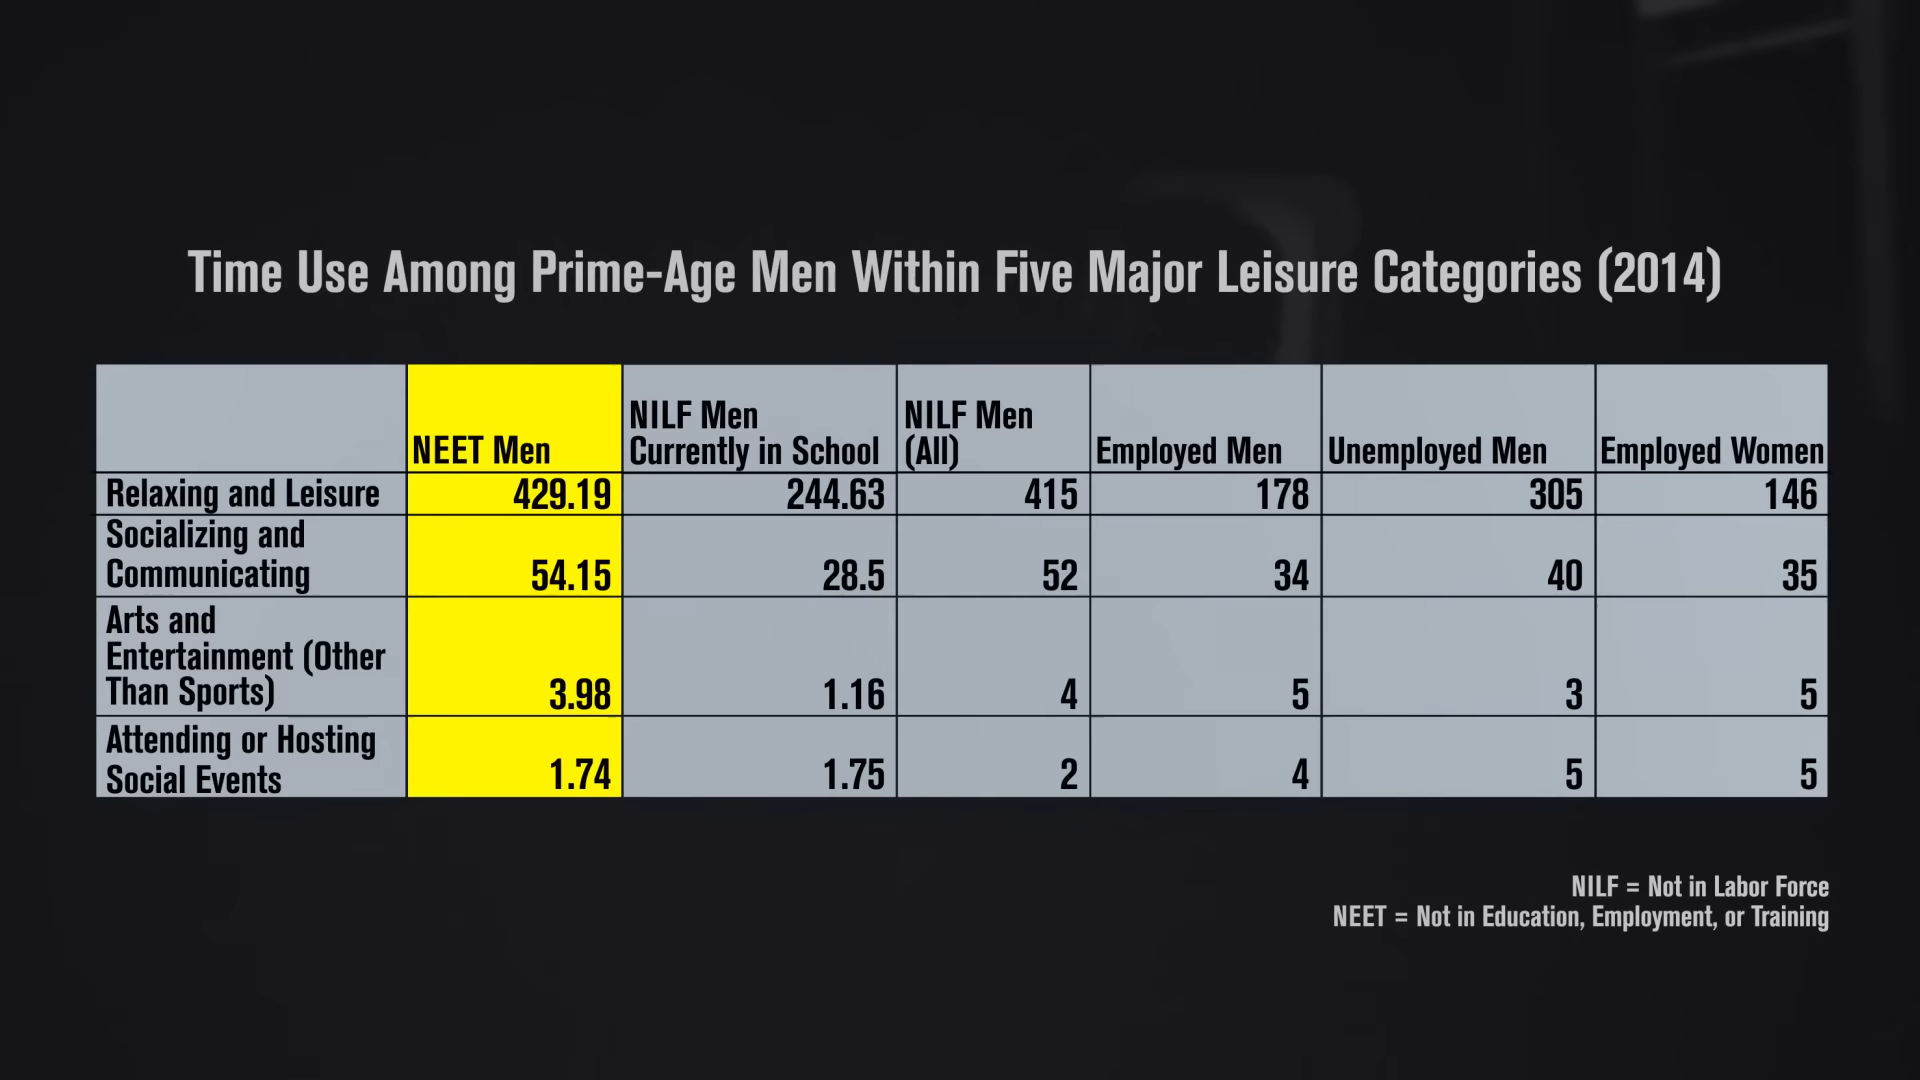 Time Use Among Prime-Age Men Within Five Major Leisure Categories (2014)
NEET Men
NILF Men
Currently in School
NILF Men
(All)
Employed Men
Unemployed Men
Employed Women
Relaxing and Leisure 429.19 244.63 415 178 305 146
Socializing and
Communicating 54.15 28.5 52 34 40 35
Arts and
Entertainment (Other
Than Sports) 3.98 1.16 4 5 3 5
Attending or Hosting
Social Events 1.74 1.75 2 4 5 5
NILF = Not in Labor Force
NEET = Not in Education, Employment, or Training